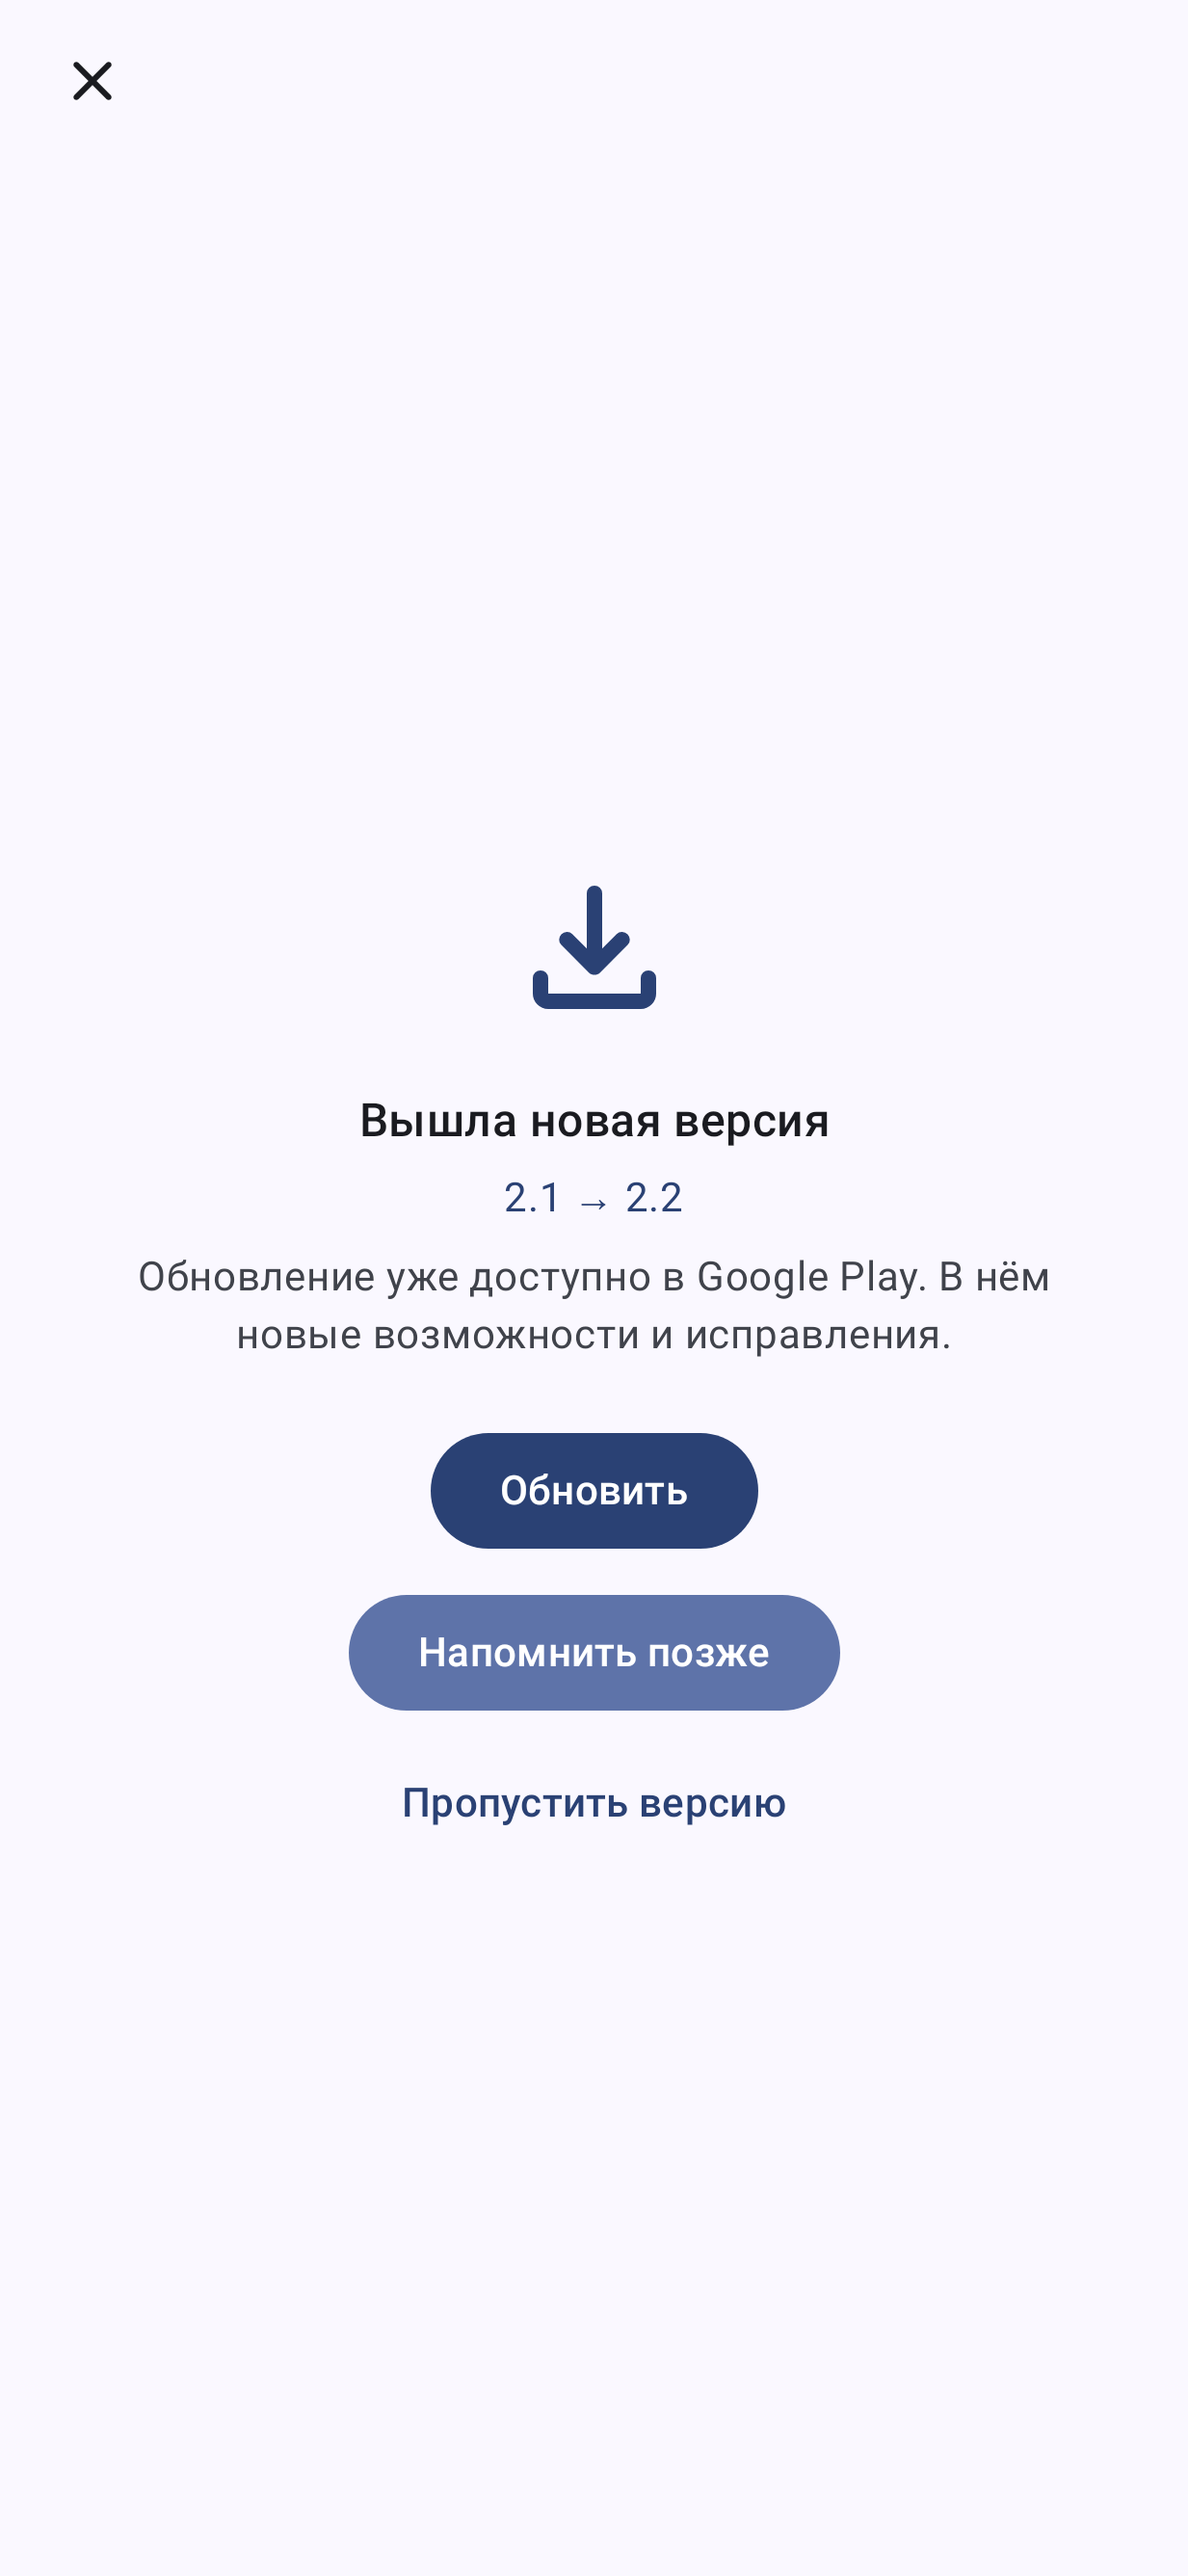 Вышла новая версия
2.1 → 2.2
Обновление уже доступно в Google Play. В нём
новые возможности и исправления.
Обновить
Напомнить позже
Пропустить версию